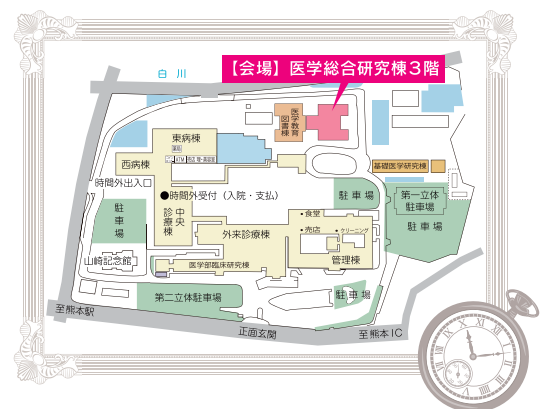 【会場】医学総合研究棟3階
白川
医学教育
図書棟
東病棟
薬局
ATM
西病棟
基礎医学研究棟
時間外出入口
●時間外受付（入院・支払）
駐車場
第一立体
駐車場
駐車場
駐車場
中央
診療棟
・食堂
・売店
・クリーニング
外来診療棟
山崎記念館
医学部臨床研究棟
管理棟
第二立体駐車場
駐車場
至熊本駅
正面玄関
至熊本IC
XII